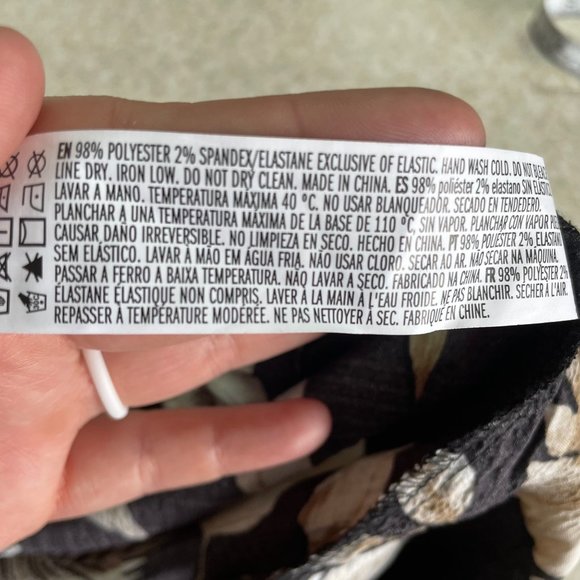 EN 98% POLYESTER 2% SPANDEX/ELASTANE EXCLUSIVE OF ELASTIC. HAND WASH COLD. DO NOT BLEACH
LINE DRY. IRON LOW. DO NOT DRY CLEAN. MADE IN CHINA. ES 98% poliéster 2% elastano SIN ELÁSTIC
LAVAR A MANO. TEMPERATURA MÁXIMA 40 ºC. NO USAR BLANQUEADOR. SECADO EN TENDEDERO.
PLANCHAR A UNA TEMPERATURA MÁXIMA DE LA BASE DE 110 ºC, SIN VAPOR. PLANCHAR CON VAPOR PUE
CAUSAR DAÑO IRREVERSIBLE. NO LIMPIEZA EN SECO. HECHO EN CHINA. PT 98% POLIÉSTER 2% ELASTAN
SEM ELÁSTICO. LAVAR À MÃO EM ÁGUA FRIA. NÃO USAR CLORO. SECAR AO AR. NÃO SECAR NA MÁQUINA.
PASSAR A FERRO A BAIXA TEMPERATURA. NÃO LAVAR A SECO. FABRICADO NA CHINA. FR 98% POLYESTER 2%
ÉLASTANE ÉLASTIQUE NON COMPRIS. LAVER À LA MAIN À L'EAU FROIDE. NE PAS BLANCHIR. SÉCHER À L'AIR.
REPASSER À TEMPÉRATURE MODÉRÉE. NE PAS NETTOYER À SEC. FABRIQUÉ EN CHINE.